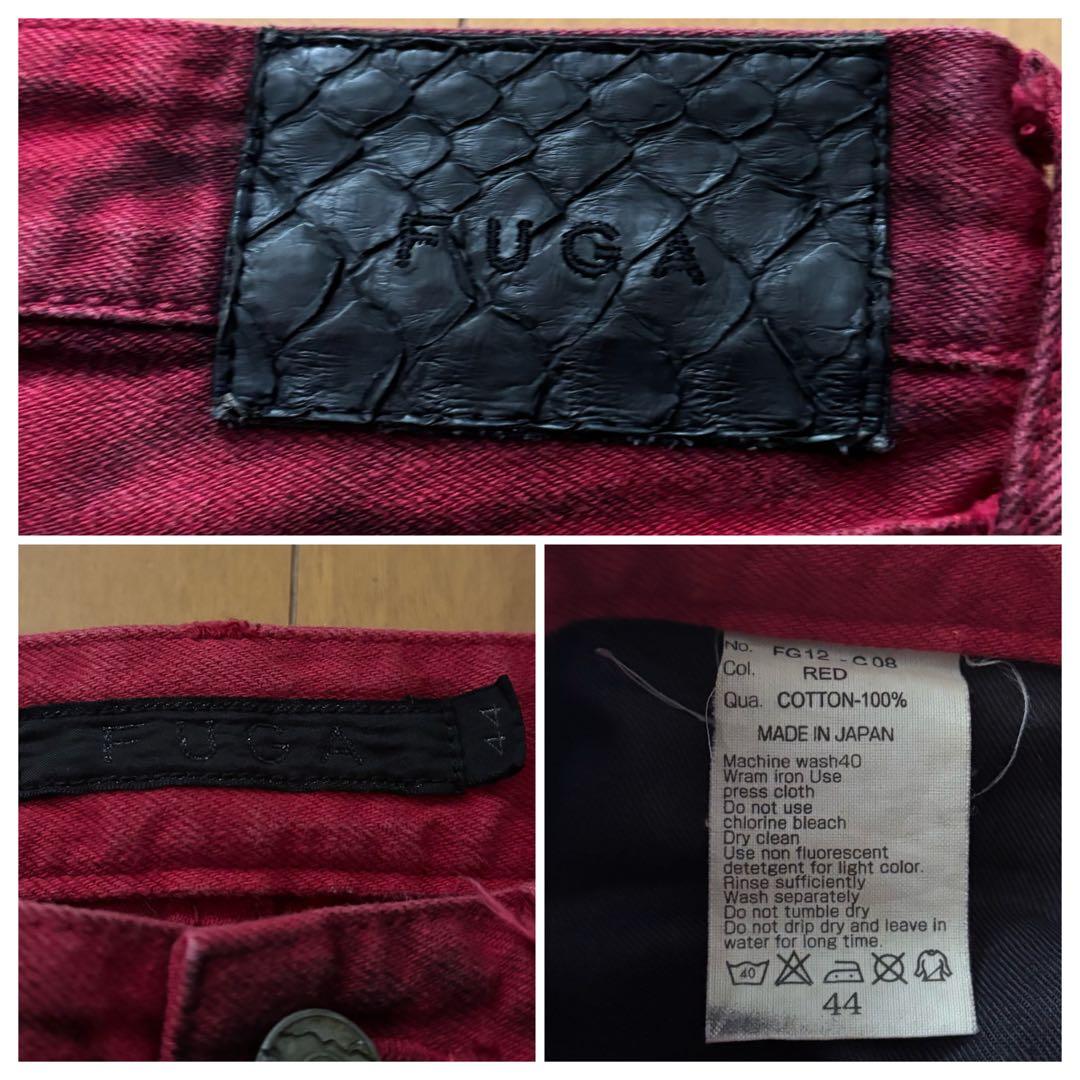 FUGA
FUGA 44
No. FG12 - C08
Col. RED
Qua. COTTON-100%
MADE IN JAPAN
Machine wash40
Wram iron Use
press cloth
Do not use
chlorine bleach
Dry clean
Use non fluorescent
detetgent for light color.
Rinse sufficiently
Wash separately
Do not tumble dry
Do not drip dry and leave in
water for long time.
40
44